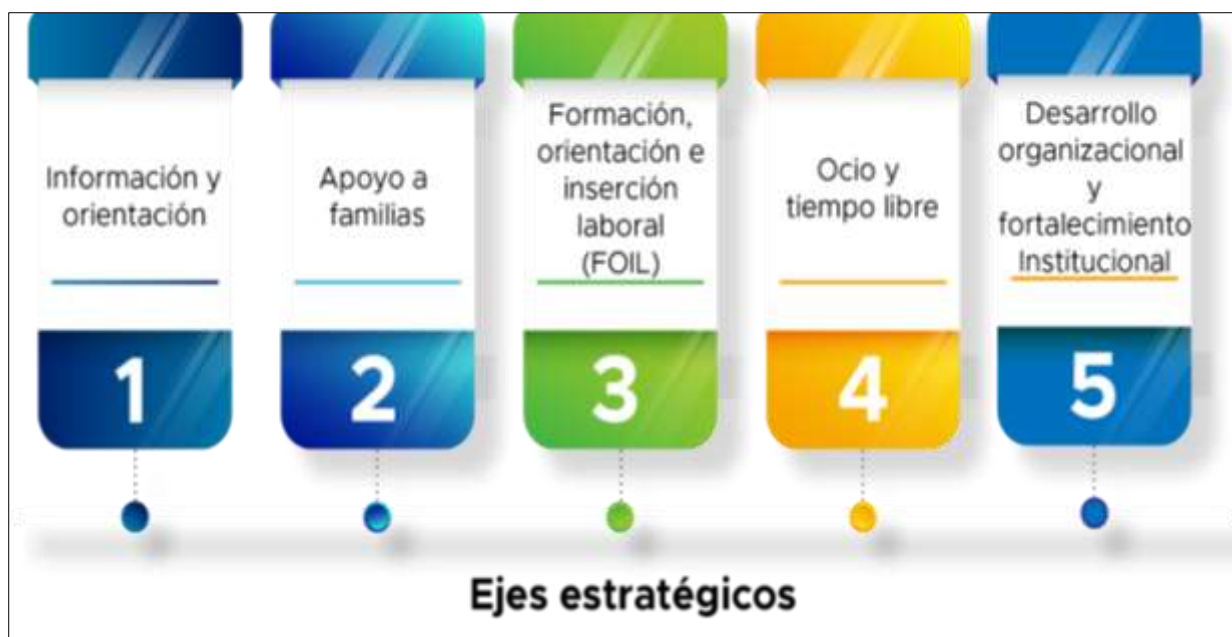 Información y
orientación
1
Apoyo a
familias
2
Formación,
orientación e
inserción
laboral
(FOIL)
3
Ocio y
tiempo libre
4
Desarrollo
organizacional
y
fortalecimiento
Institucional
5
Ejes estratégicos